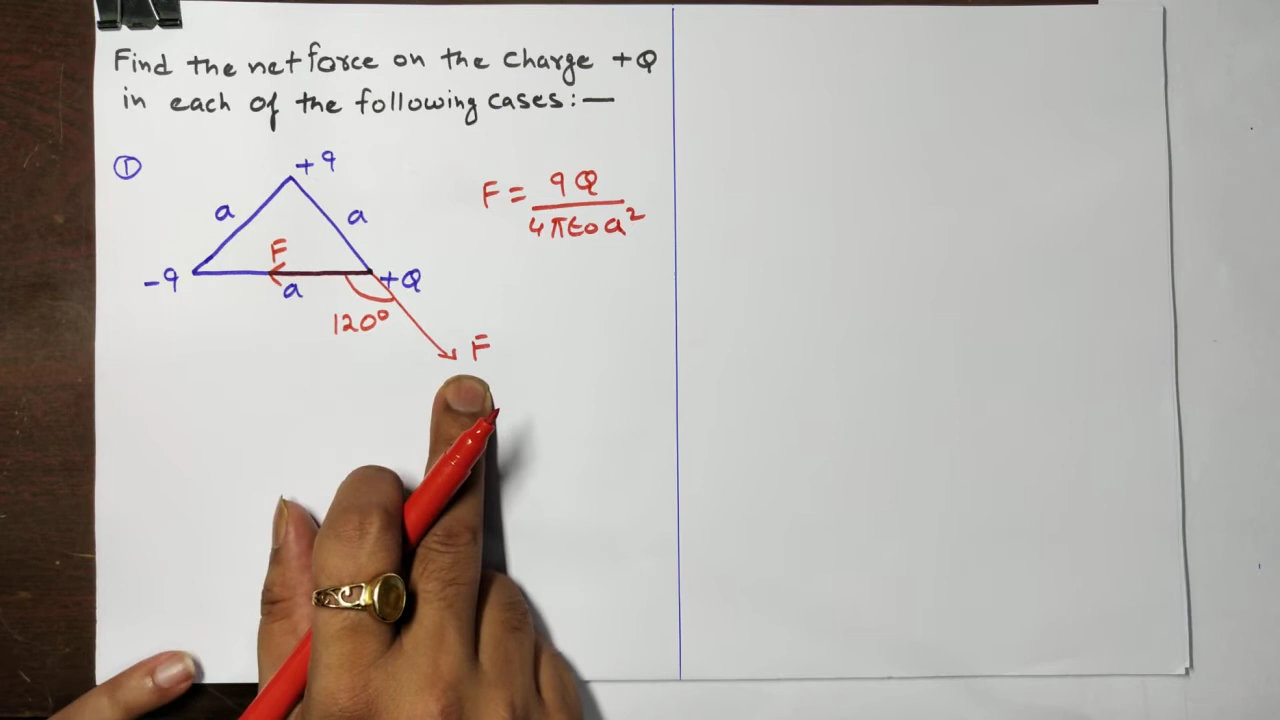 Find the net force on the Charge +Q
in each of the following cases:—
① +q
a a
F = qQ / 4πε₀a²
F
-q a +Q
120°
F